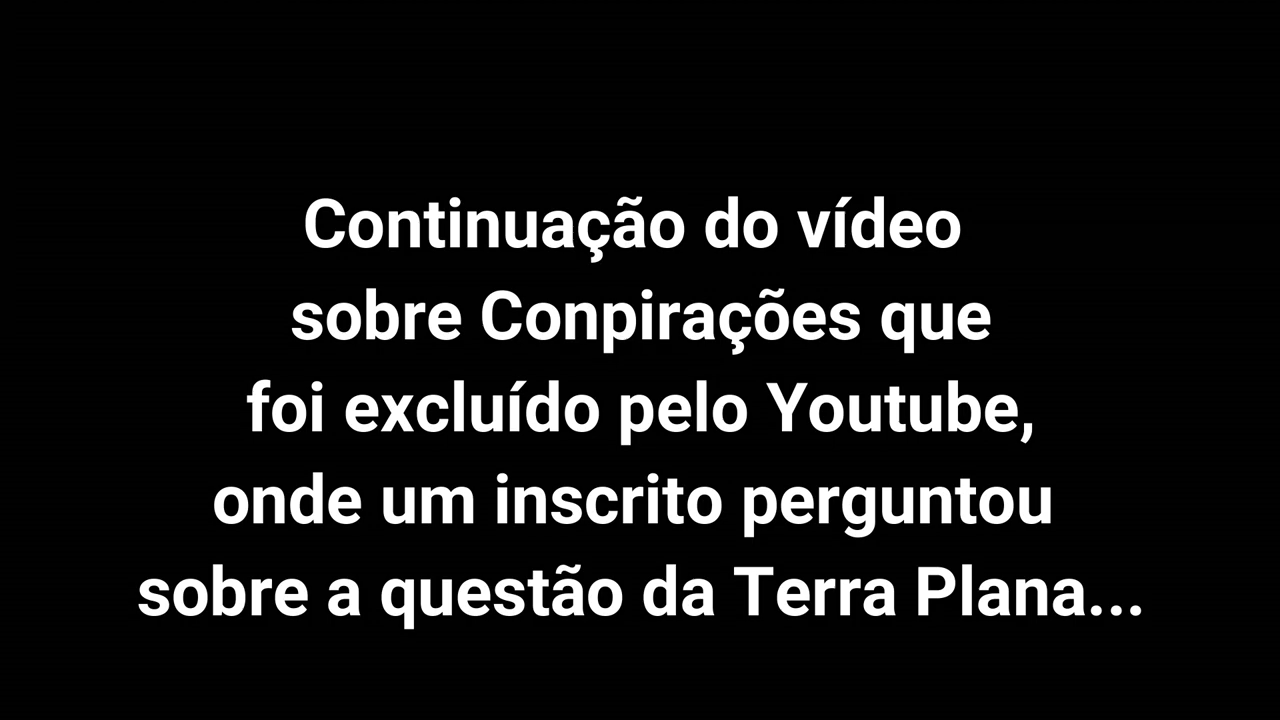 Continuação do vídeo
sobre Conpirações que
foi excluído pelo Youtube,
onde um inscrito perguntou
sobre a questão da Terra Plana...